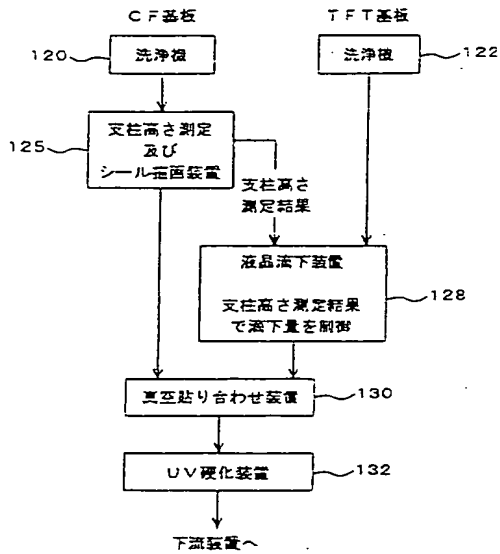 CF基板
TFT基板
120
洗浄機
洗浄機
122
125
支柱高さ測定
及び
シール描画装置
支柱高さ
測定結果
液晶滴下装置
支柱高さ測定結果
で滴下量を制御
128
真空貼り合わせ装置
130
UV硬化装置
132
下流装置へ